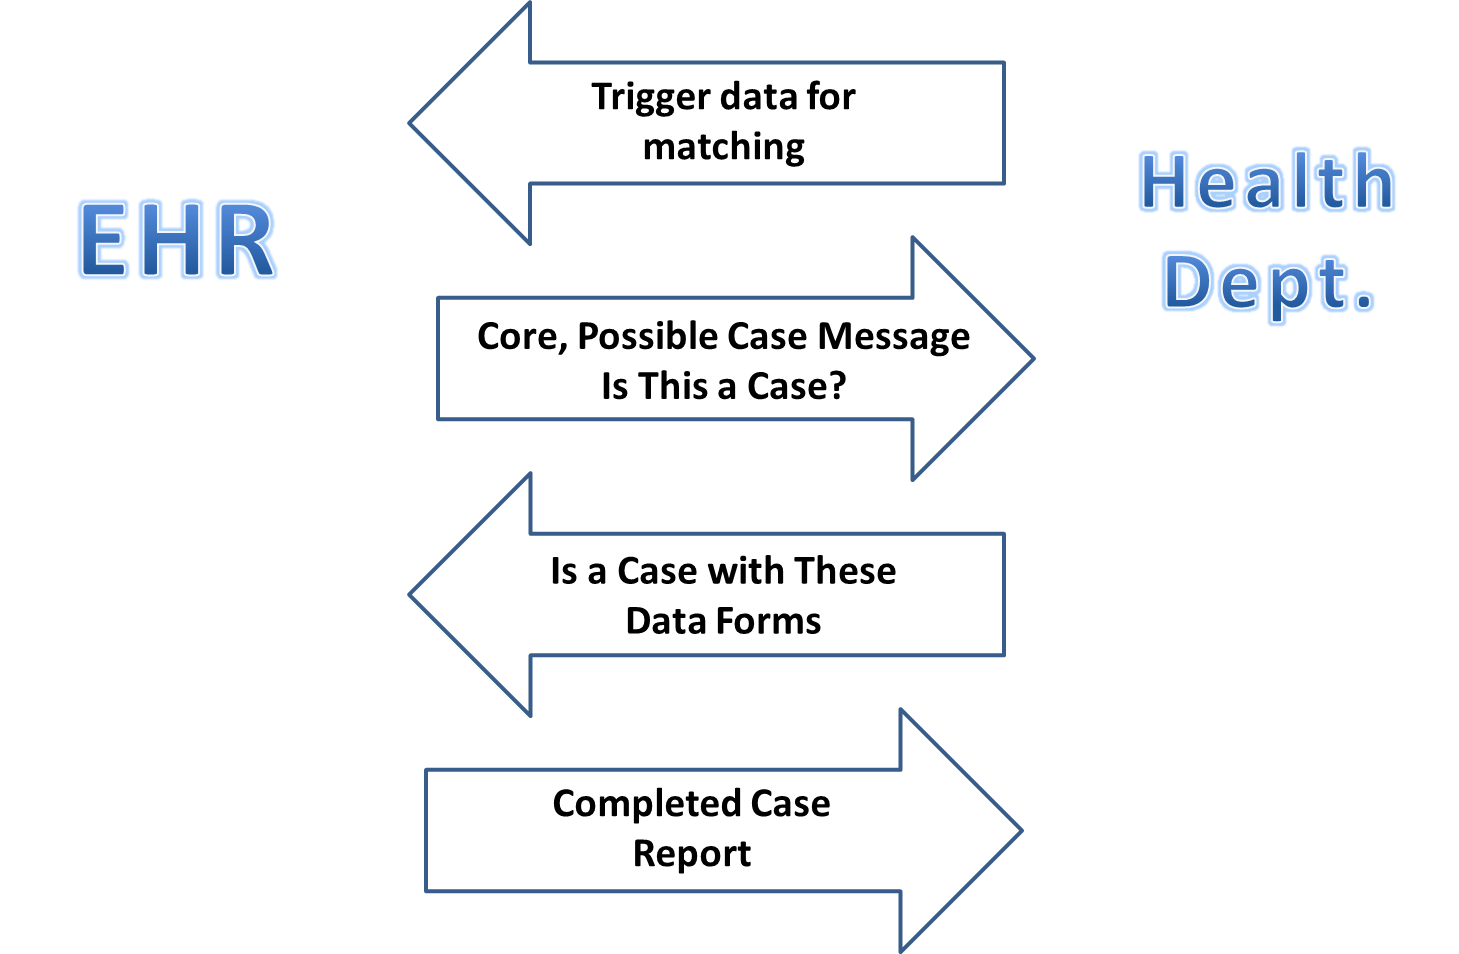 EHR
Health
Dept.
Trigger data for
matching
Core, Possible Case Message
Is This a Case?
Is a Case with These
Data Forms
Completed Case
Report